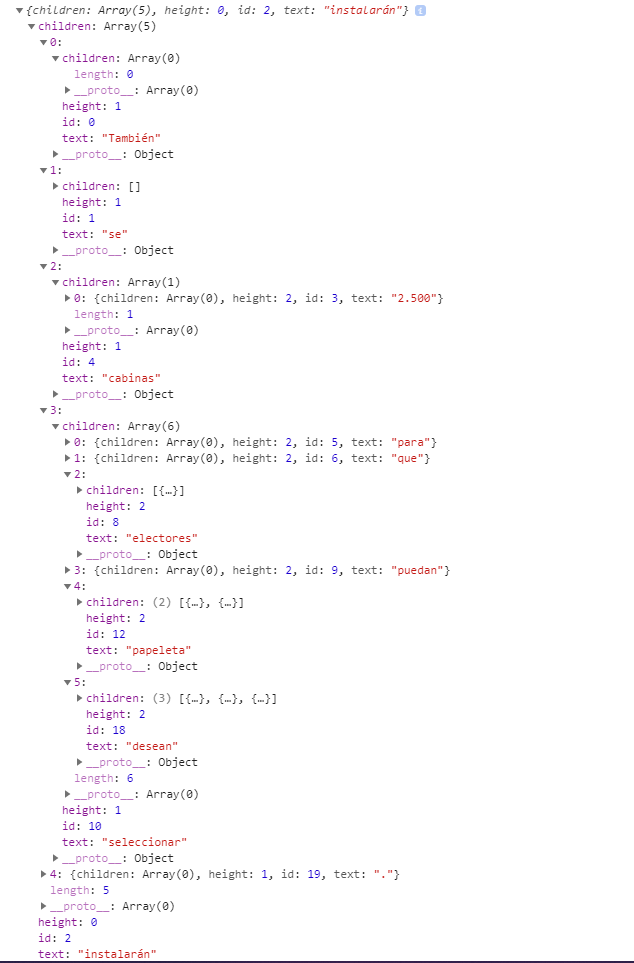 ▼{children: Array(5), height: 0, id: 2, text: "instalarán"} i
▼children: Array(5)
▼0:
▼children: Array(0)
length: 0
▶__proto__: Array(0)
height: 1
id: 0
text: "También"
▶__proto__: Object
▼1:
▶children: []
height: 1
id: 1
text: "se"
▶__proto__: Object
▼2:
▼children: Array(1)
▶0: {children: Array(0), height: 2, id: 3, text: "2.500"}
length: 1
▶__proto__: Array(0)
height: 1
id: 4
text: "cabinas"
▶__proto__: Object
▼3:
▼children: Array(6)
▶0: {children: Array(0), height: 2, id: 5, text: "para"}
▶1: {children: Array(0), height: 2, id: 6, text: "que"}
▼2:
▶children: [{…}]
height: 2
id: 8
text: "electores"
▶__proto__: Object
▶3: {children: Array(0), height: 2, id: 9, text: "puedan"}
▼4:
▶children: (2) [{…}, {…}]
height: 2
id: 12
text: "papeleta"
▶__proto__: Object
▼5:
▶children: (3) [{…}, {…}, {…}]
height: 2
id: 18
text: "desean"
▶__proto__: Object
length: 6
▶__proto__: Array(0)
height: 1
id: 10
text: "seleccionar"
▶__proto__: Object
▶4: {children: Array(0), height: 1, id: 19, text: "."}
length: 5
▶__proto__: Array(0)
height: 0
id: 2
text: "instalarán"